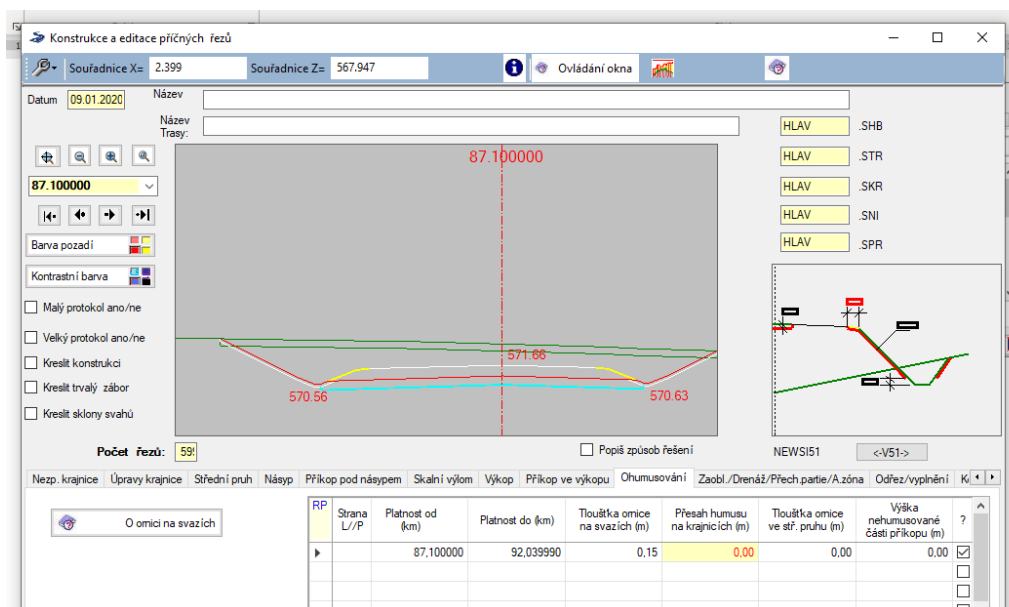 Konstrukce a editace příčných řezů
Souřadnice X= 2.399 Souřadnice Z= 567.947 Ovládání okna
Datum 09.01.2020 Název
Název
Trasy:
HLAV .SHB
87.100000
HLAV .STR
87.100000
HLAV .SKR
HLAV .SNI
Barva pozadí
HLAV .SPR
Kontrastní barva
Malý protokol ano/ne
Velký protokol ano/ne
Kreslit konstrukci
Kreslit trvalý zábor
Kreslit sklony svahú
571.66
570.56
570.63
Počet řezů: 59
Popiš způsob řešení
NEWSI51 <-V51->
Nezp. krajnice Úpravy krajnice Střední pruh Násyp Příkop pod násypem Skalní výlom Výkop Příkop ve výkopu Ohumusování Zaobl./Drenáž/Přech.partie/A.zóna Odřez/vyplnění
O ornici na svazích
RP
Strana
L//P
Platnost od
(km)
Platnost do (km)
Tloušťka ornice
na svazích (m)
Přesah humusu
na krajnicích (m)
Tloušťka ornice
ve stř. pruhu (m)
Výška
nehumusované
části příkopu (m)
?
87,100000 92,039990 0,15 0,00 0,00 0,00